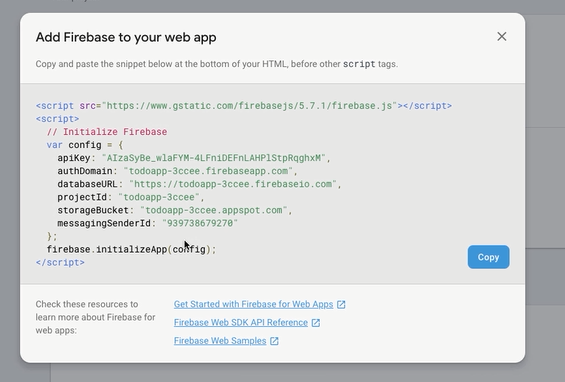 Add Firebase to your web app
Copy and paste the snippet below at the bottom of your HTML, before other script tags.
<script src="https://www.gstatic.com/firebasejs/5.7.1/firebase.js"></script>
<script>
// Initialize Firebase
var config = {
apiKey: "AIzaSyBe_wlaFYM-4LFniDEFnLAHPlStpRqghxM",
authDomain: "todoapp-3ccee.firebaseapp.com",
databaseURL: "https://todoapp-3ccee.firebaseio.com",
projectId: "todoapp-3ccee",
storageBucket: "todoapp-3ccee.appspot.com",
messagingSenderId: "939738679270"
};
firebase.initializeApp(config);
</script>
Copy
Check these resources to
learn more about Firebase for
web apps:
Get Started with Firebase for Web Apps
Firebase Web SDK API Reference
Firebase Web Samples